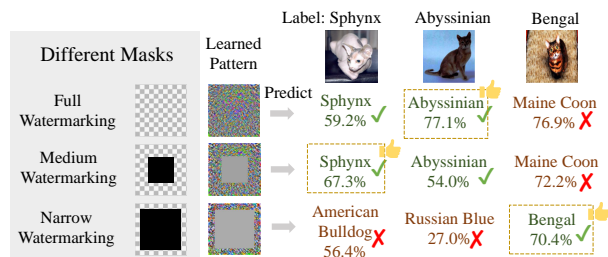 Label: Sphynx Abyssinian Bengal
Different Masks
Learned
Pattern
Predict
Full
Watermarking
Sphynx
59.2%
Abyssinian
77.1%
Maine Coon
76.9%
Medium
Watermarking
Sphynx
67.3%
Abyssinian
54.0%
Maine Coon
72.2%
Narrow
Watermarking
American
Bulldog
56.4%
Russian Blue
27.0%
Bengal
70.4%